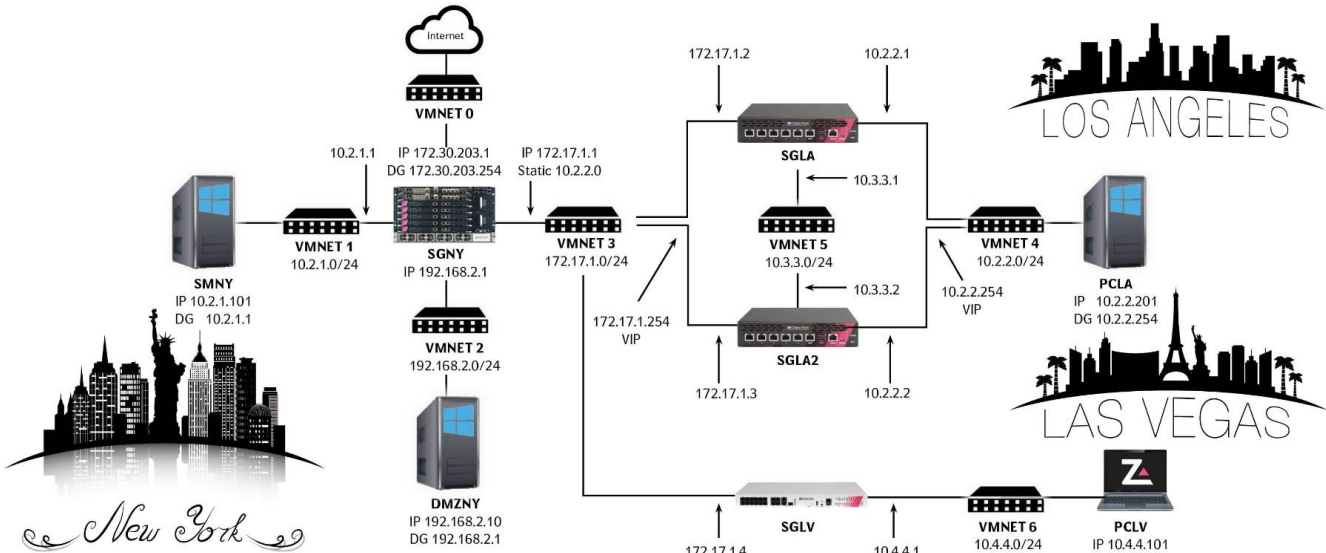 Internet
VMNET 0
172.17.1.2
10.2.2.1
LOS ANGELES
SGLA
10.3.3.1
10.2.1.1
IP 172.30.203.1
DG 172.30.203.254
IP 172.17.1.1
Static 10.2.2.0
VMNET 1
10.2.1.0/24
SGNY
IP 192.168.2.1
VMNET 3
172.17.1.0/24
VMNET 5
10.3.3.0/24
VMNET 4
10.2.2.0/24
SMNY
IP 10.2.1.101
DG 10.2.1.1
PCLA
IP 10.2.2.201
DG 10.2.2.254
10.3.3.2
172.17.1.254
VIP
10.2.2.254
VIP
VMNET 2
192.168.2.0/24
SGLA2
172.17.1.3
10.2.2.2
LAS VEGAS
New York
DMZNY
IP 192.168.2.10
DG 192.168.2.1
SGLV
172.17.1.4
10.4.4.1
VMNET 6
10.4.4.0/24
Z
PCLV
IP 10.4.4.101